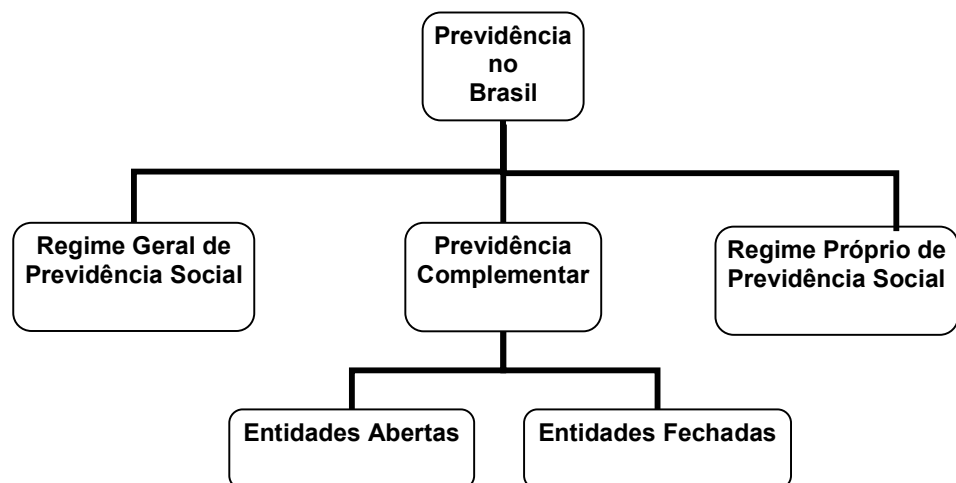 Previdência
no
Brasil
Regime Geral de
Previdência Social
Previdência
Complementar
Regime Próprio de
Previdência Social
Entidades Abertas
Entidades Fechadas